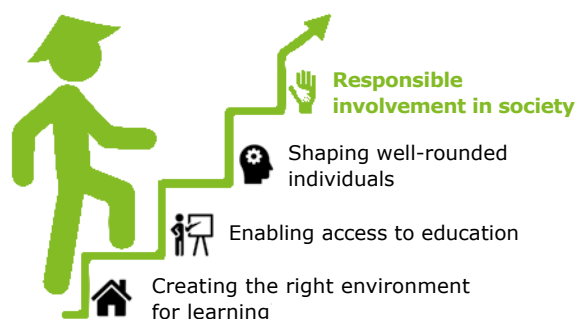 Responsible
involvement in society
Shaping well-rounded
individuals
Enabling access to education
Creating the right environment
for learning